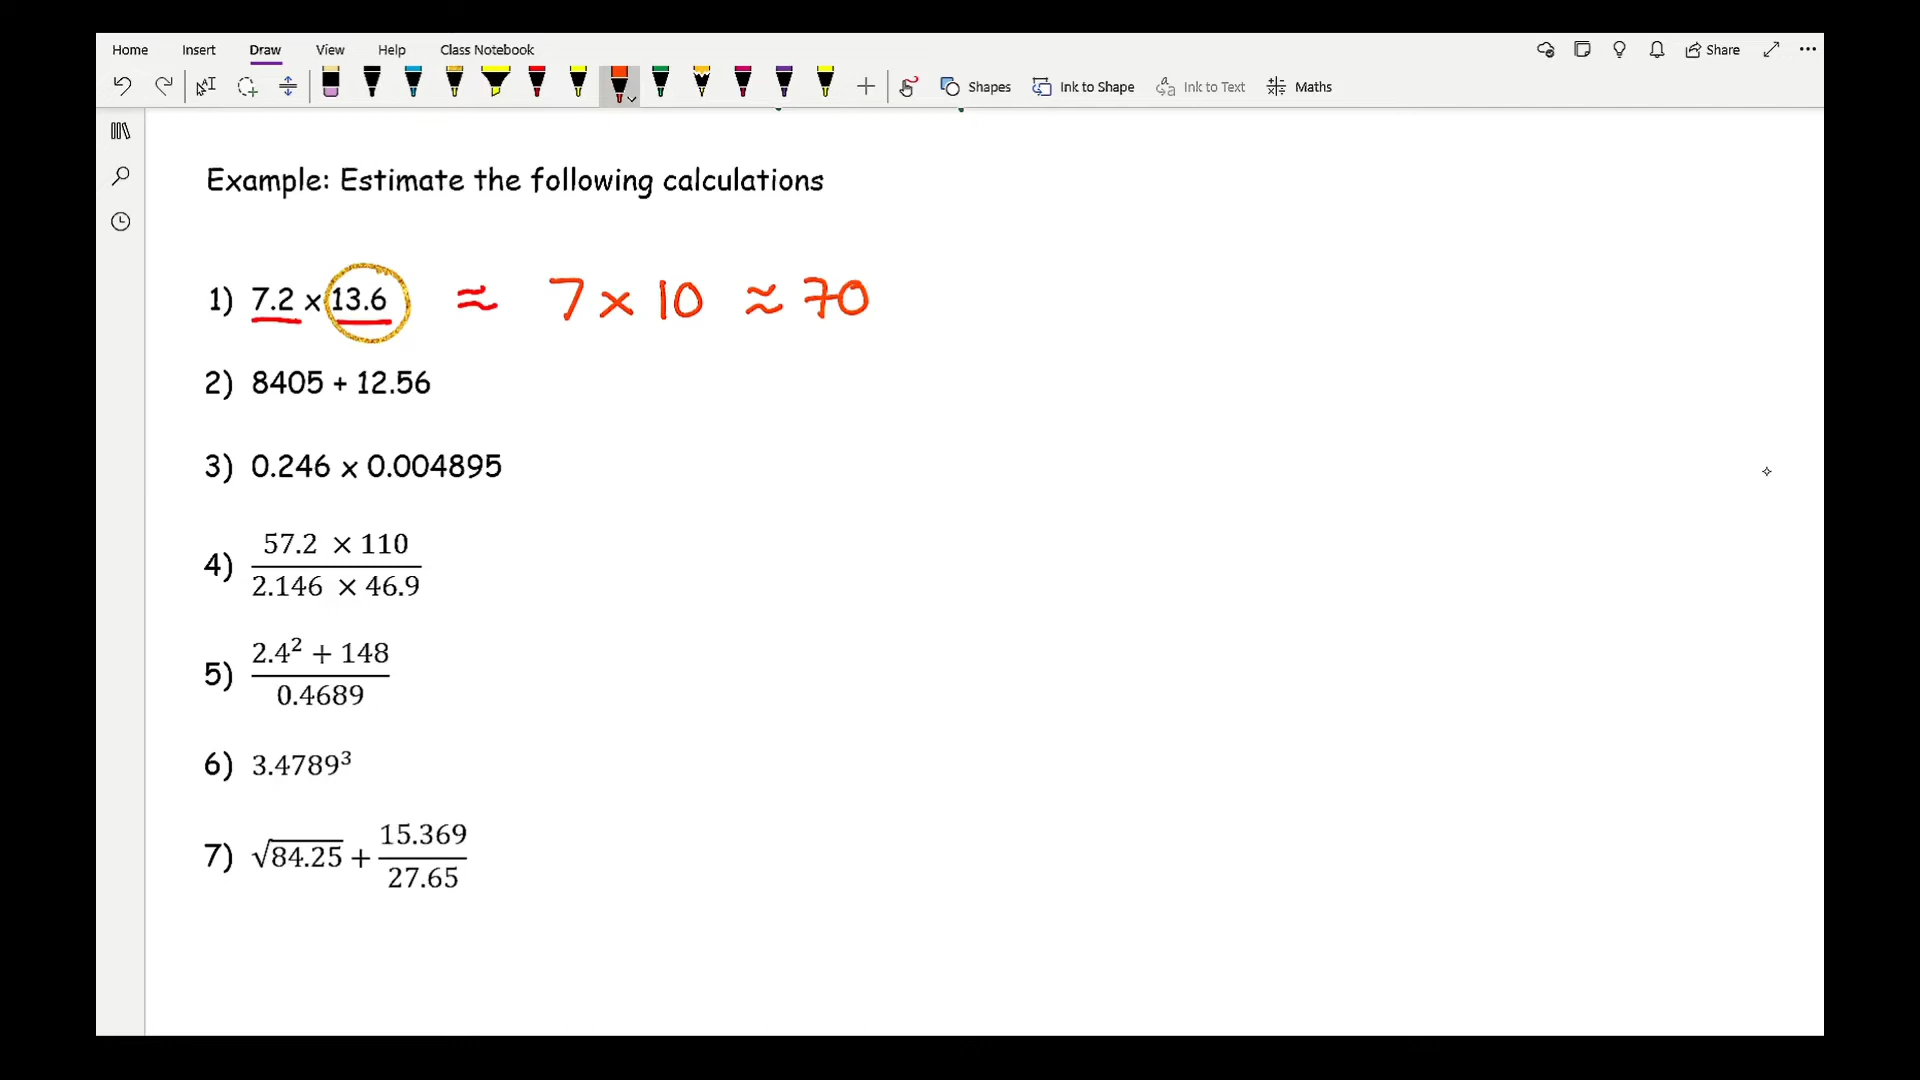 Home Insert Draw View Help Class Notebook Share
Shapes Ink to Shape Ink to Text Maths
Example: Estimate the following calculations
1) 7.2 x 13.6 ≈ 7 x 10 ≈ 70
2) 8405 + 12.56
3) 0.246 x 0.004895
57.2 × 110
4)
2.146 × 46.9
2.4² + 148
5)
0.4689
6) 3.4789³
15.369
7) √84.25 +
27.65